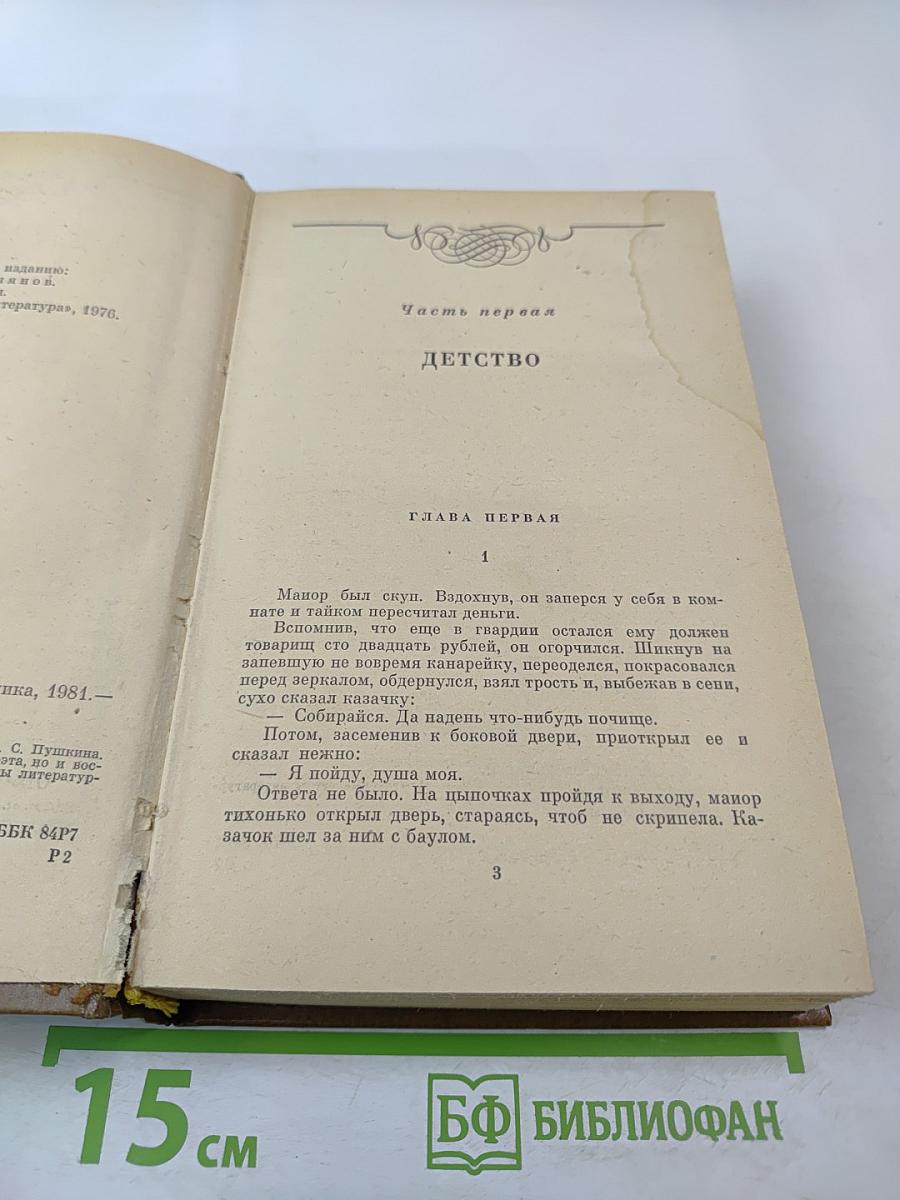 изданию:
янов.
тература», 1976.
ика, 1981.—
С. Пушкина.
эта, но и вос-
ы литератур-
ББК 84Р7
Р2
Часть первая
ДЕТСТВО
ГЛАВА ПЕРВАЯ
1
Маиор был скуп. Вздохнув, он заперся у себя в ком-
нате и тайком пересчитал деньги.
Вспомнив, что еще в гвардии остался ему должен
товарищ сто двадцать рублей, он огорчился. Шикнув на
запевшую не вовремя канарейку, переоделся, покрасовался
перед зеркалом, обдернулся, взял трость и, выбежав в сени,
сухо сказал казачку:
— Собирайся. Да надень что-нибудь почище.
Потом, засеменив к боковой двери, приоткрыл ее и
сказал нежно:
— Я пойду, душа моя.
Ответа не было. На цыпочках пройдя к выходу, маиор
тихонько открыл дверь, стараясь, чтоб не скрипела. Ка-
зачок шел за ним с баулом.
3
15 см
БФ БИБЛИОФАН